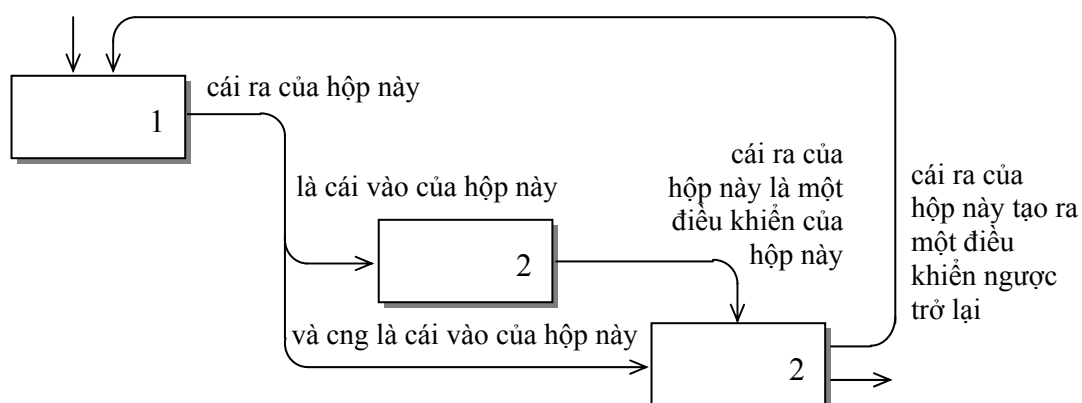 cái ra của hộp này
1
là cái vào của hộp này
cái ra của
hộp này là một
điều khiển của
hộp này
cái ra của
hộp này tạo ra
một điều
khiển ngược
trở lại
2
và cng là cái vào của hộp này
2